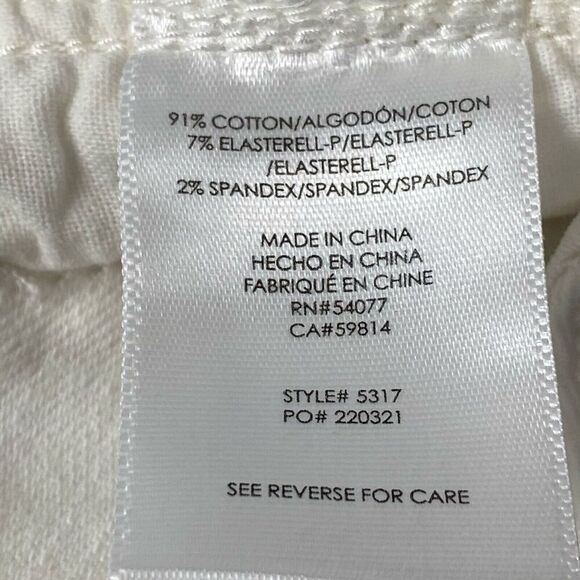 91% COTTON/ALGODÓN/COTON
7% ELASTERELL-P/ELASTERELL-P
/ELASTERELL-P
2% SPANDEX/SPANDEX/SPANDEX
MADE IN CHINA
HECHO EN CHINA
FABRIQUÉ EN CHINE
RN#54077
CA#59814
STYLE# 5317
PO# 220321
SEE REVERSE FOR CARE